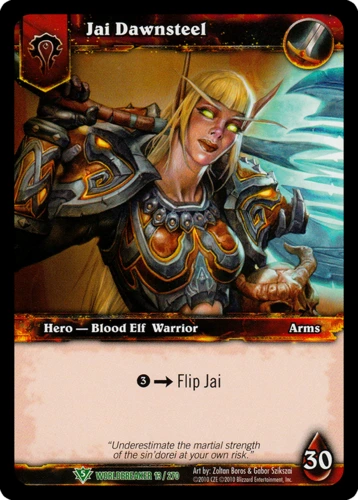 Jai Dawnsteel
Hero — Blood Elf Warrior Arms
3 → Flip Jai
"Underestimate the martial strength
of the sin'dorei at your own risk."
5 WORLDBREAKER 13 / 270
Art by: Zoltan Boros & Gabor Szikszai
©2010 CZE ©2010 Blizzard Entertainment, Inc.
30